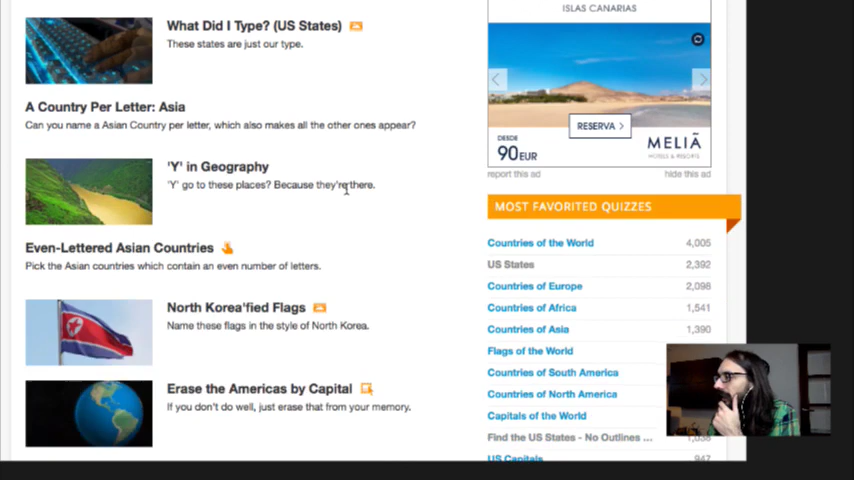 What Did I Type? (US States)
These states are just our type.
A Country Per Letter: Asia
Can you name a Asian Country per letter, which also makes all the other ones appear?
'Y' in Geography
'Y' go to these places? Because they're there.
Even-Lettered Asian Countries
Pick the Asian countries which contain an even number of letters.
North Korea'fied Flags
Name these flags in the style of North Korea.
Erase the Americas by Capital
If you don't do well, just erase that from your memory.
ISLAS CANARIAS
RESERVA >
DESDE
90EUR
MELIÃ
HOTELS & RESORTS
report this ad hide this ad
MOST FAVORITED QUIZZES
Countries of the World 4,005
US States 2,392
Countries of Europe 2,098
Countries of Africa 1,541
Countries of Asia 1,390
Flags of the World
Countries of South America
Countries of North America
Capitals of the World
Find the US States - No Outlines ... 1,038
US Capitals 947